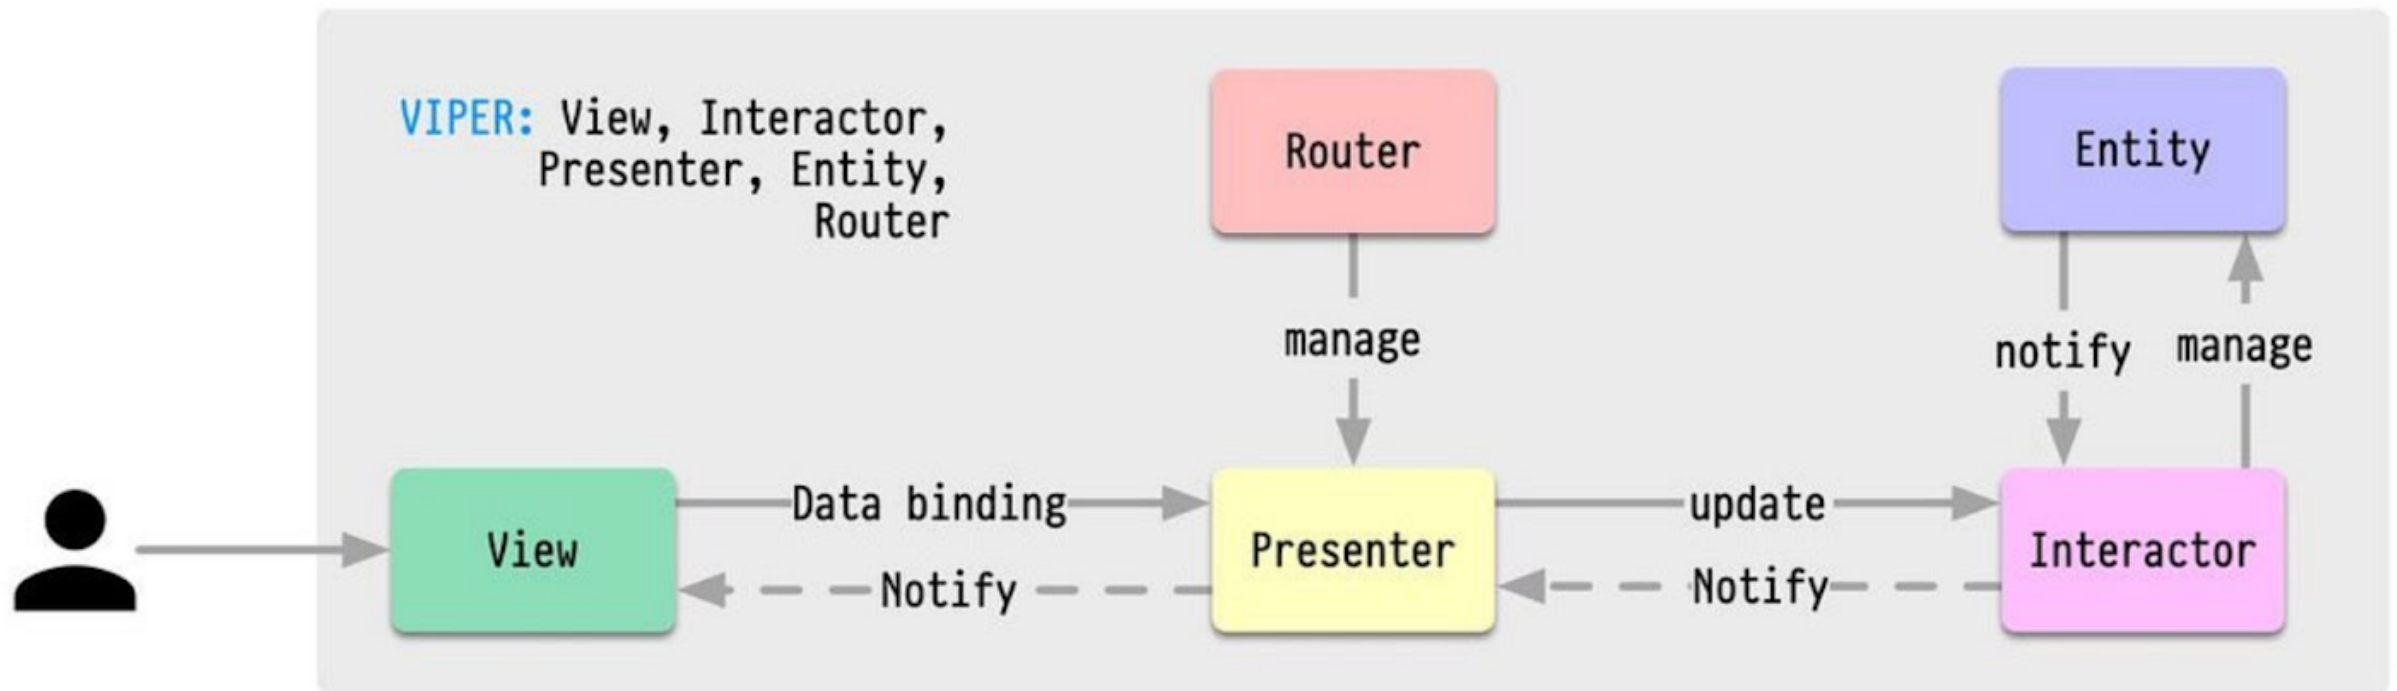 VIPER: View, Interactor,
Presenter, Entity,
Router
Router
Entity
manage
notify
manage
View
Data binding
Notify
Presenter
update
Notify
Interactor